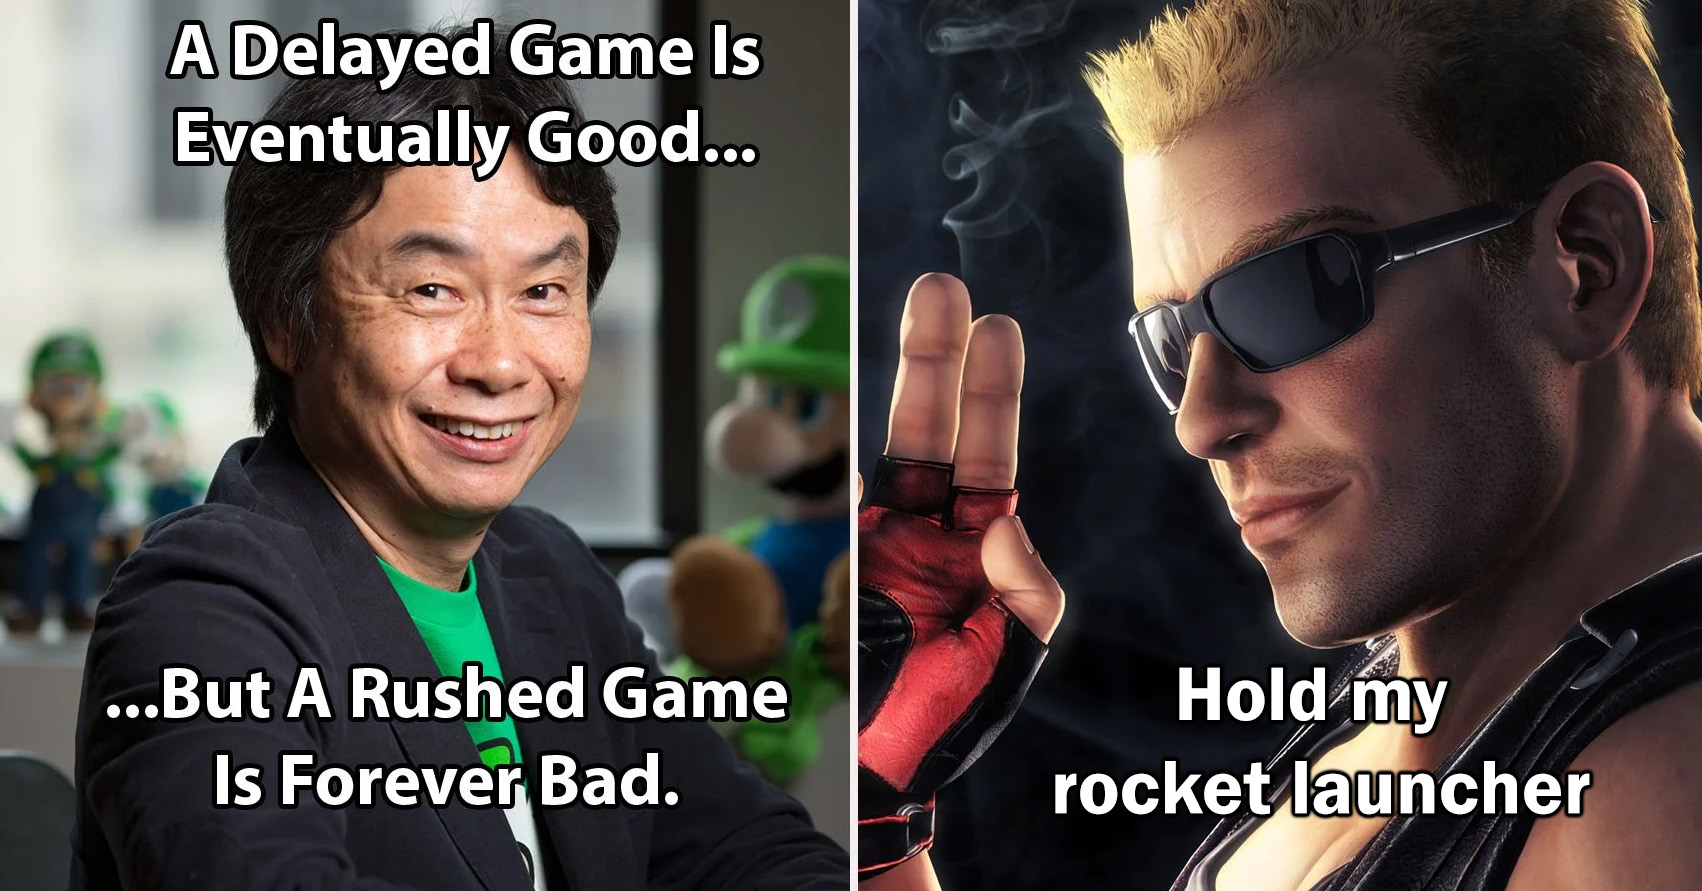 A Delayed Game Is
Eventually Good...
...But A Rushed Game
Is Forever Bad.
Hold my
rocket launcher